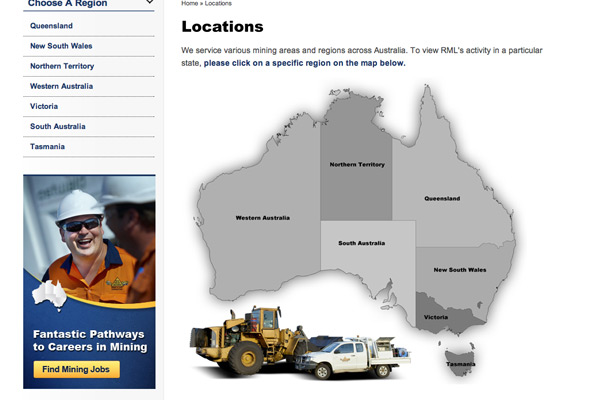 Choose A Region
Queensland
New South Wales
Northern Territory
Western Australia
Victoria
South Australia
Tasmania
Fantastic Pathways
to Careers in Mining
Find Mining Jobs
Home » Locations
Locations
We service various mining areas and regions across Australia. To view RML's activity in a particular
state, please click on a specific region on the map below.
Northern Territory
Queensland
Western Australia
South Australia
New South Wales
Victoria
Tasmania